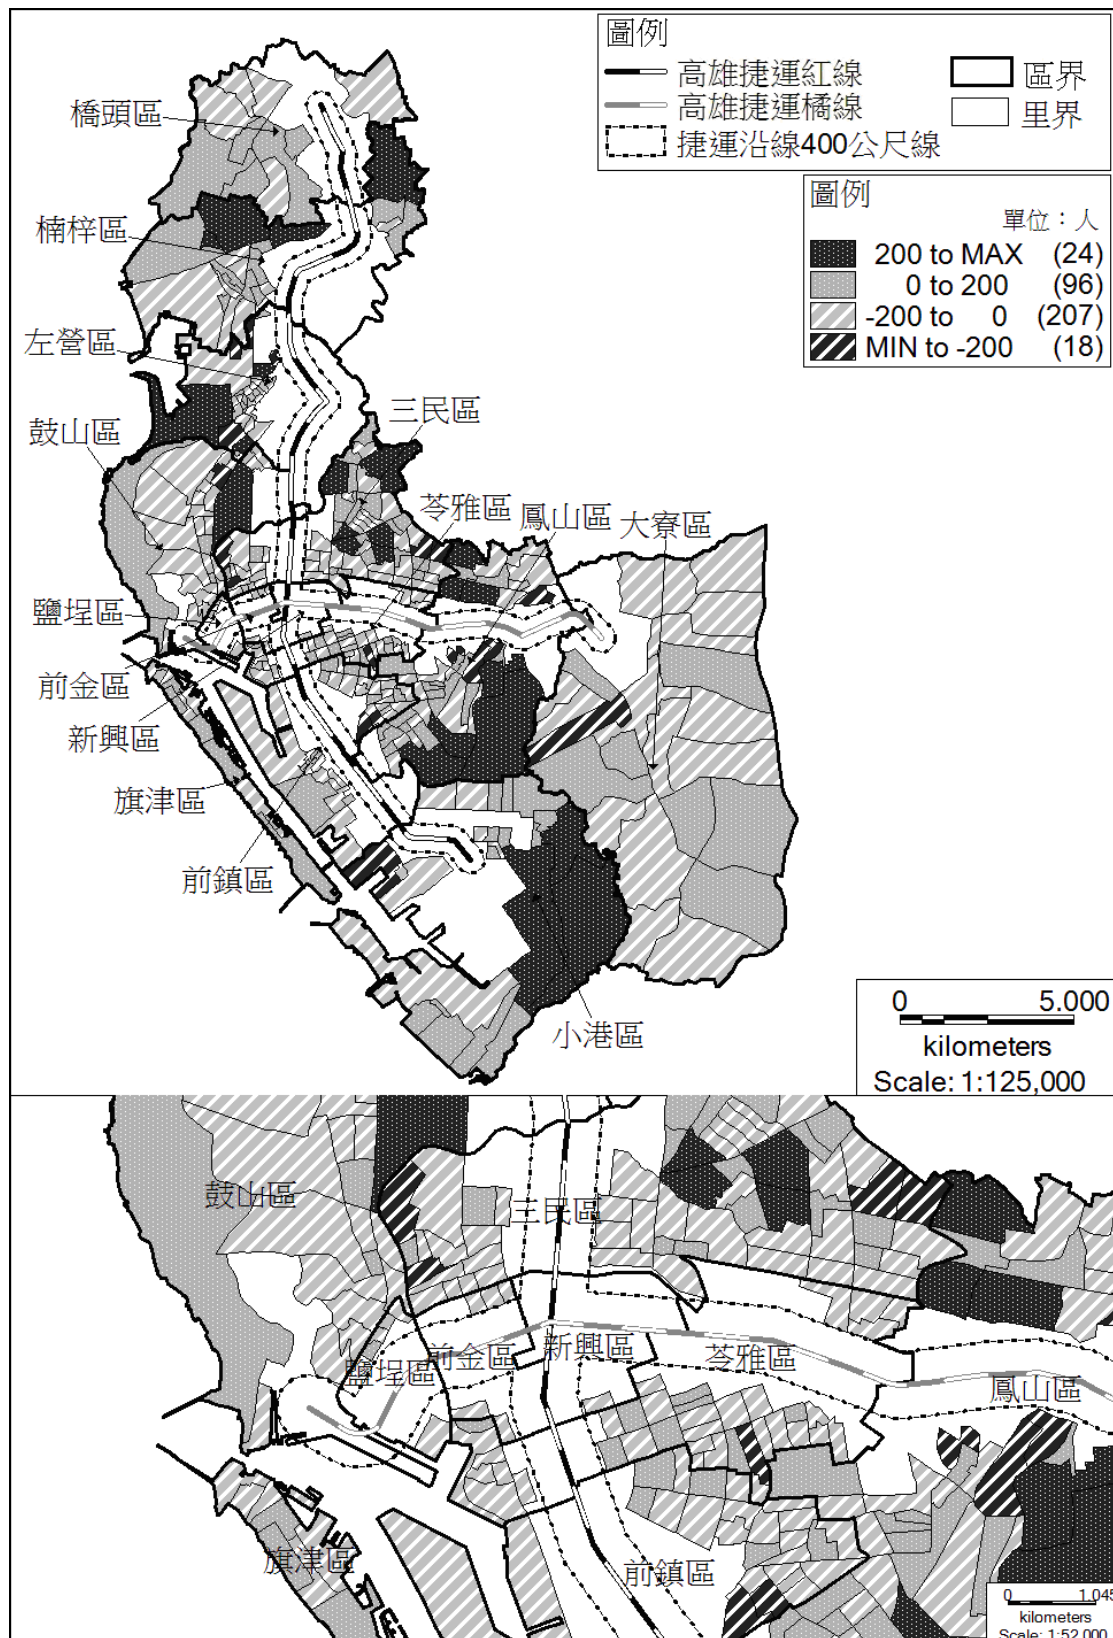 圖例
高雄捷運紅線
區界
高雄捷運橘線
里界
捷運沿線400公尺線
圖例
單位：人
200 to MAX (24)
0 to 200 (96)
-200 to 0 (207)
MIN to -200 (18)
橋頭區
楠梓區
左營區
三民區
鼓山區
苓雅區
鳳山區
大寮區
鹽埕區
前金區
新興區
旗津區
前鎮區
小港區
0 5.000
kilometers
Scale: 1:125,000
鼓山區
三民區
新興區
前金區
苓雅區
鹽埕區
鳳山區
旗津區
前鎮區
0 1.045
kilometers
Scale: 1:52,000